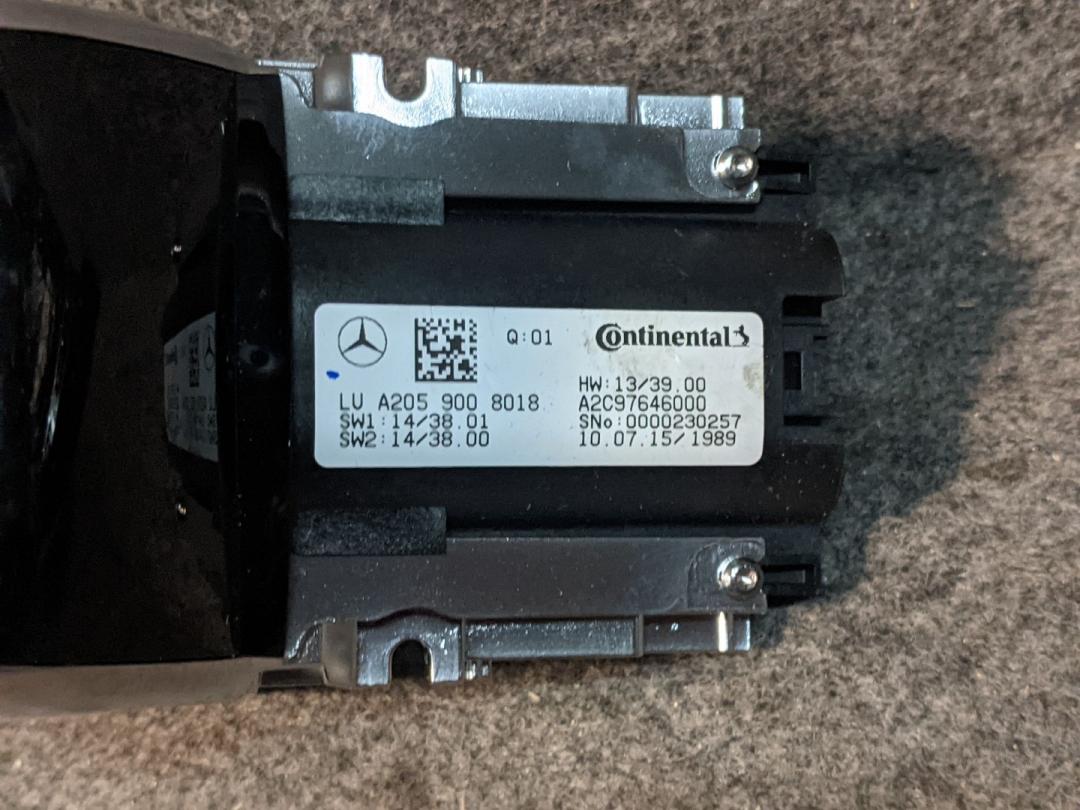 Q:01
Continental
HW:13/39.00
LU A205 900 8018
A2C97646000
SW1:14/38.01
SNo:0000230257
SW2:14/38.00
10.07.15/1989